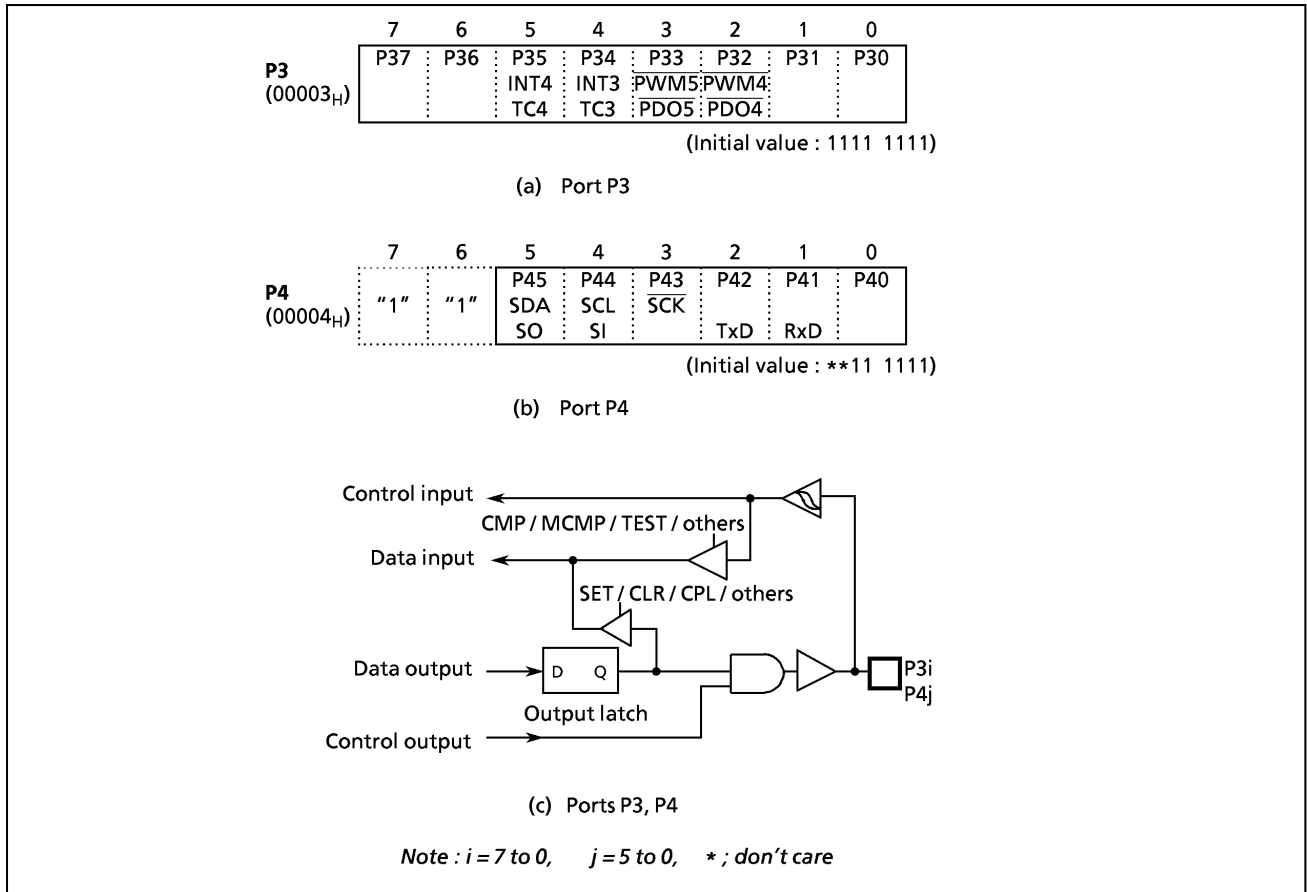 7 6 5 4 3 2 1 0
P3 P37 P36 P35 P34 P33 P32 P31 P30
(00003H) INT4 INT3 PWM5 PWM4
TC4 TC3 PDO5 PDO4
(Initial value : 1111 1111)
(a) Port P3
7 6 5 4 3 2 1 0
P45 P44 P43 P42 P41 P40
P4 "1" "1" SDA SCL SCK
(00004H) SO SI TxD RxD
(Initial value : **11 1111)
(b) Port P4
Control input
CMP / MCMP / TEST / others
Data input
SET / CLR / CPL / others
Data output D Q P3i
P4j
Output latch
Control output
(c) Ports P3, P4
Note : i = 7 to 0, j = 5 to 0, * ; don't care